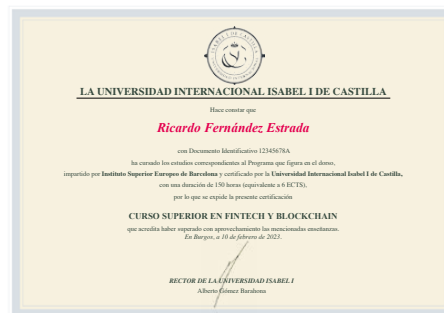 LA UNIVERSIDAD INTERNACIONAL ISABEL I DE CASTILLA
Hace constar que
Ricardo Fernández Estrada
con Documento Identificativo 12345678A
ha cursado los estudios correspondientes al Programa que figura en el dorso,
impartido por Instituto Superior Europeo de Barcelona y certificado por la Universidad Internacional Isabel I de Castilla,
con una duración de 150 horas (equivalente a 6 ECTS),
por lo que se expide la presente certificación
CURSO SUPERIOR EN FINTECH Y BLOCKCHAIN
que acredita haber superado con aprovechamiento las mencionadas enseñanzas.
En Burgos, a 10 de febrero de 2023.
RECTOR DE LA UNIVERSIDAD ISABEL I
Alberto Gómez Barahona